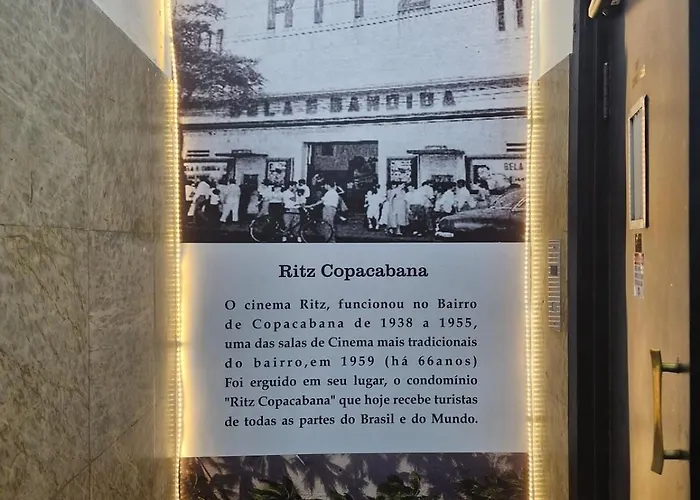 RITZ
BELA E BANDIDA
Ritz Copacabana
O cinema Ritz, funcionou no Bairro
de Copacabana de 1938 a 1955,
uma das salas de Cinema mais tradicionais
do bairro,em 1959 (há 66anos)
Foi erguido em seu lugar, o condomínio
"Ritz Copacabana" que hoje recebe turistas
de todas as partes do Brasil e do Mundo.